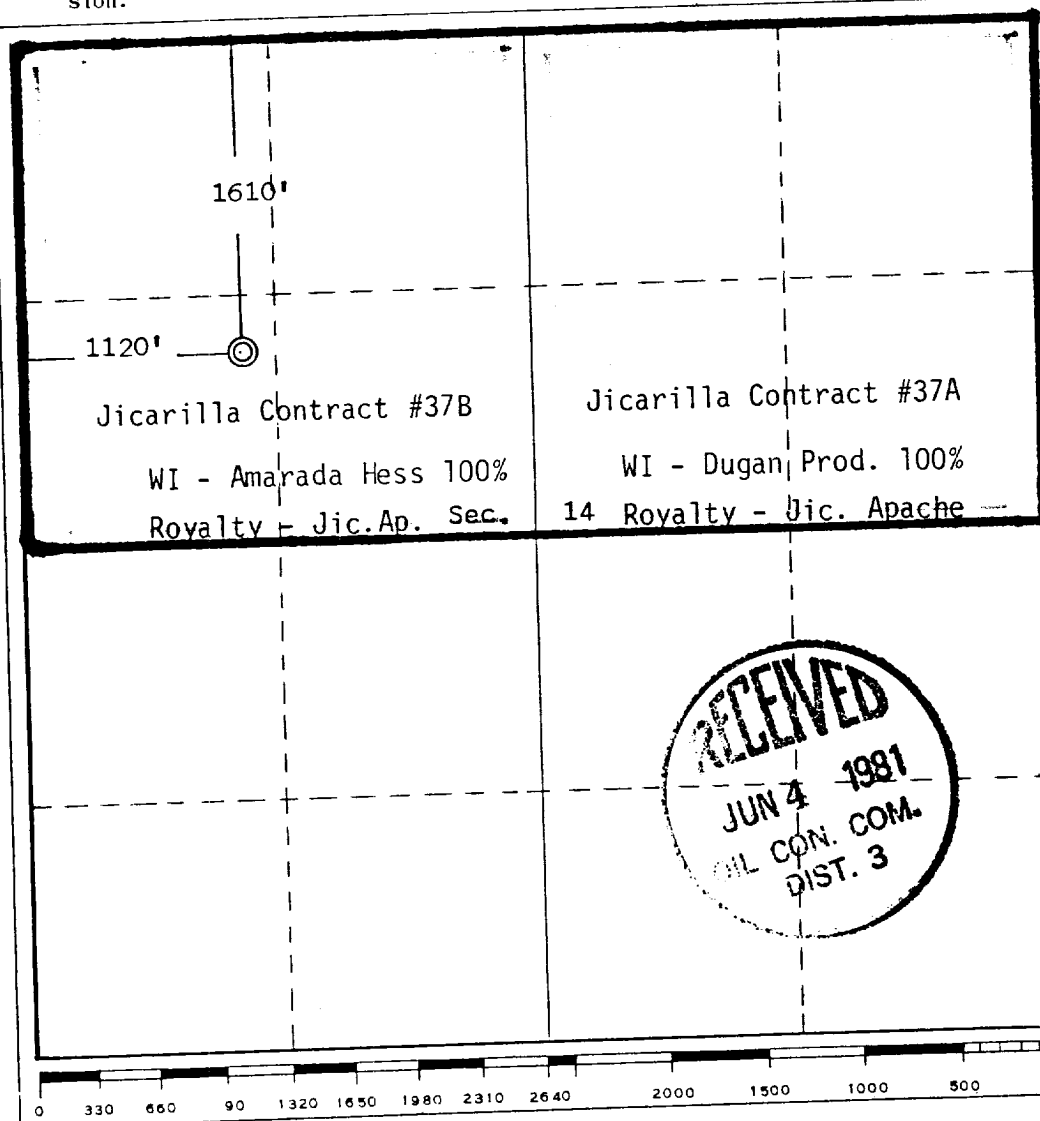 sion.
1610'
1120'
Jicarilla Contract #37B
WI - Amarada Hess 100%
Royalty - Jic.Ap. Sec. 14
Jicarilla Contract #37A
WI - Dugan Prod. 100%
Royalty - Jic. Apache
RECEIVED
JUN 4 1981
OIL CON. COM.
DIST. 3
0 330 660 90 1320 1650 1980 2310 2640 2000 1500 1000 500